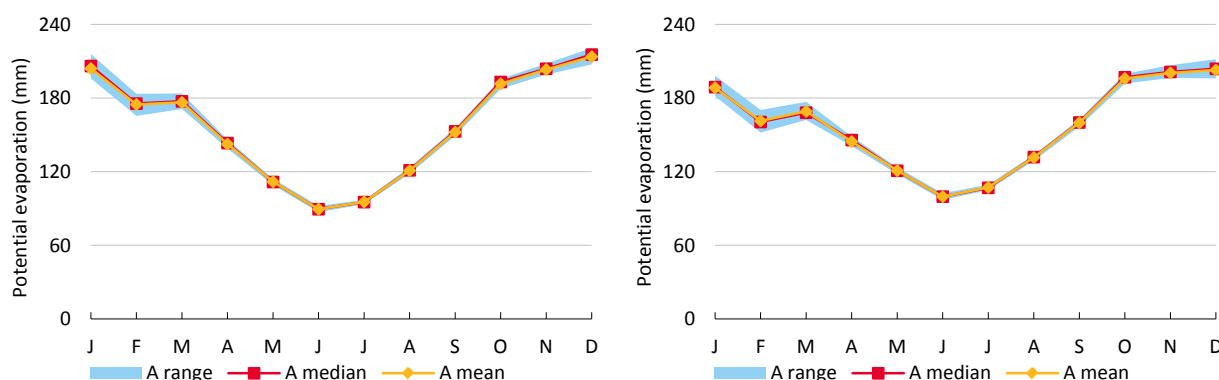 Potential evaporation (mm)
240
180
120
60
0
J F M A M J J A S O N D
A range A median A mean
Potential evaporation (mm)
240
180
120
60
0
J F M A M J J A S O N D
A range A median A mean